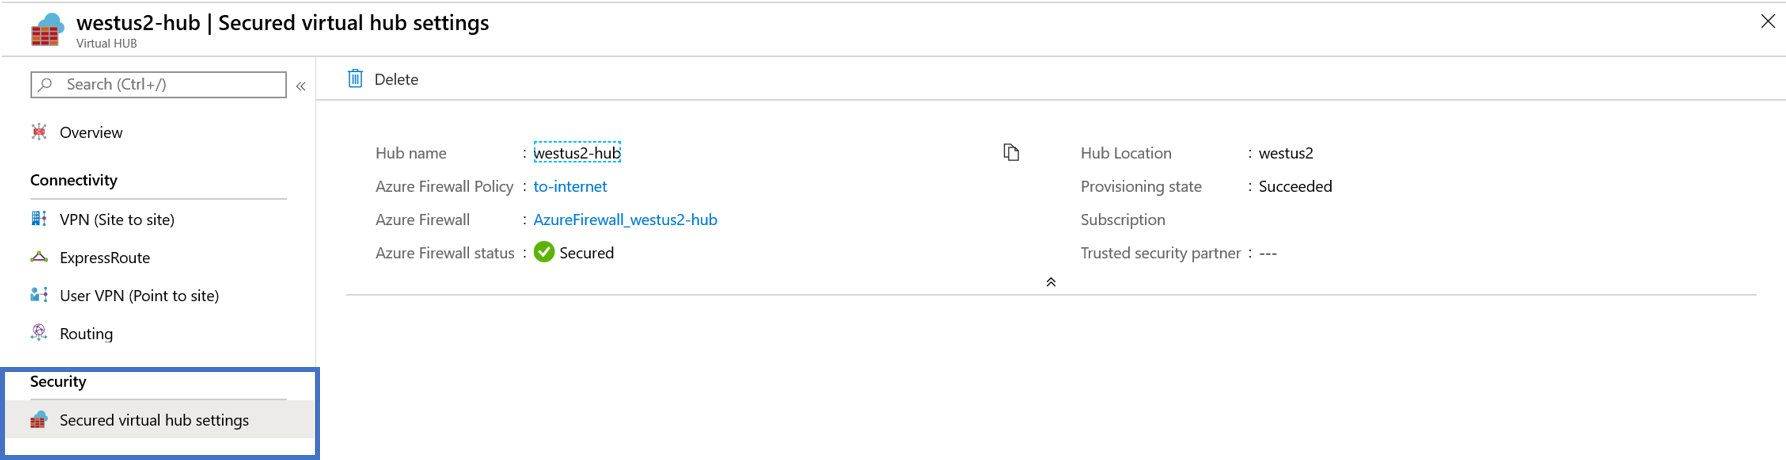 westus2-hub | Secured virtual hub settings
Virtual HUB
Search (Ctrl+/)
«
Overview
Connectivity
VPN (Site to site)
ExpressRoute
User VPN (Point to site)
Routing
Security
Secured virtual hub settings
Delete
Hub name : westus2-hub
Azure Firewall Policy : to-internet
Azure Firewall : AzureFirewall_westus2-hub
Azure Firewall status : Secured
Hub Location : westus2
Provisioning state : Succeeded
Subscription
Trusted security partner : ---